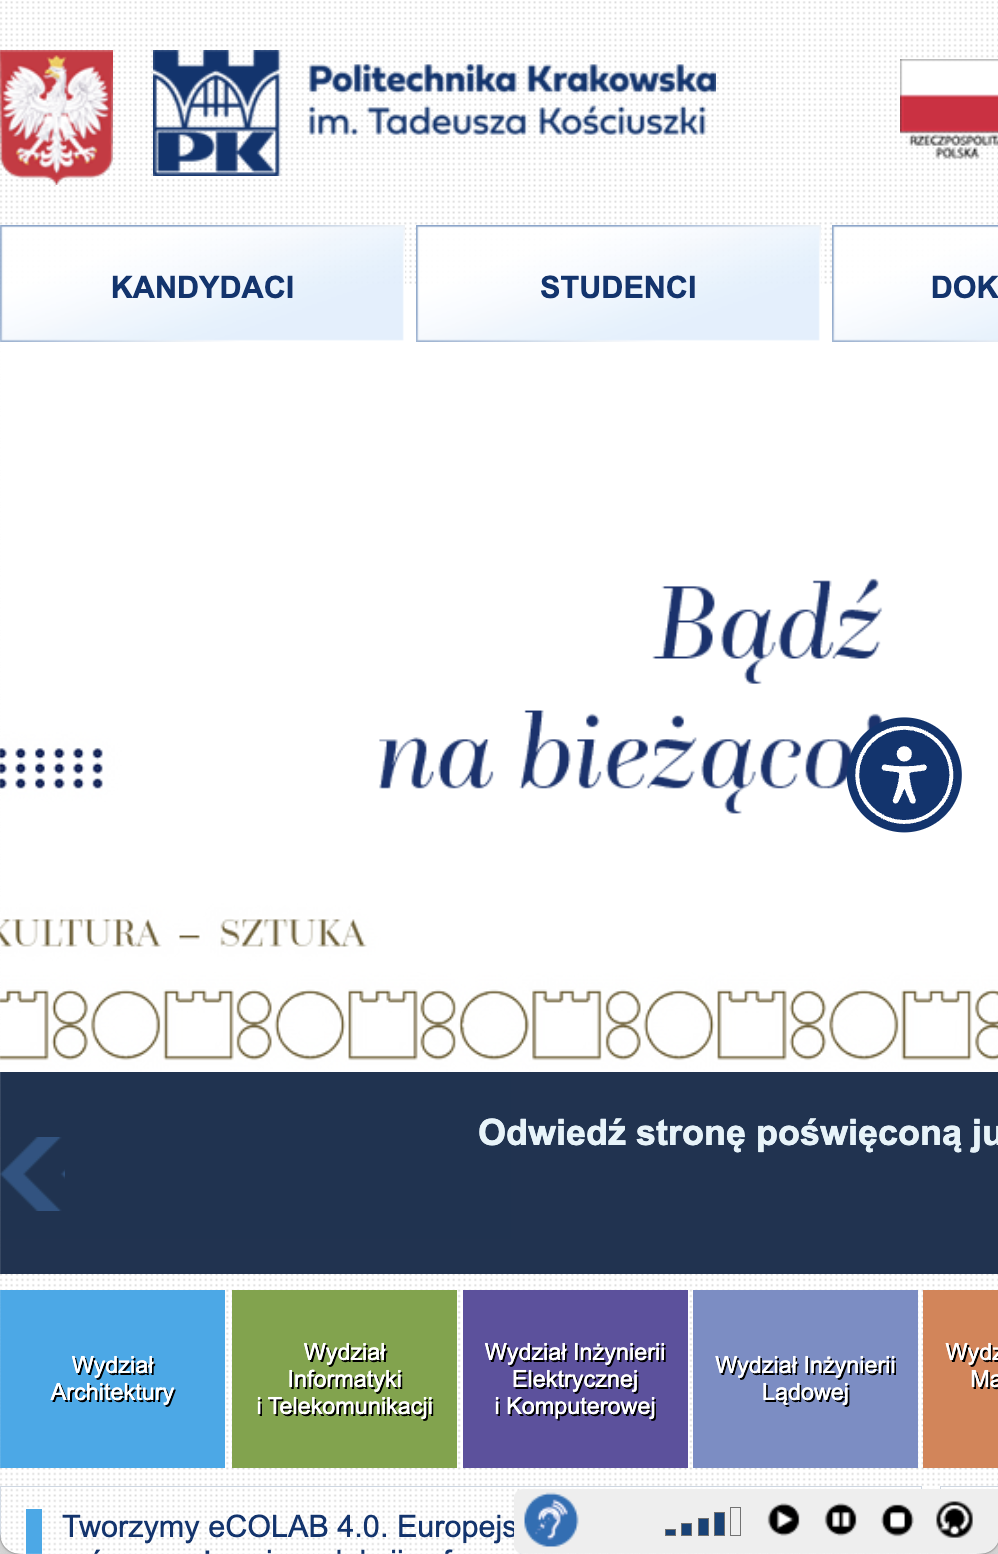 Politechnika Krakowska
im. Tadeusza Kościuszki
PK
RZECZPOSPOLITA
POLSKA
KANDYDACI
STUDENCI
DOK
Bądź
na bieżąco
KULTURA – SZTUKA
Odwiedź stronę poświęconą ju
Wydział
Architektury
Wydział
Informatyki
i Telekomunikacji
Wydział Inżynierii
Elektrycznej
i Komputerowej
Wydział Inżynierii
Lądowej
Wydz
Ma
Tworzymy eCOLAB 4.0. Europejs